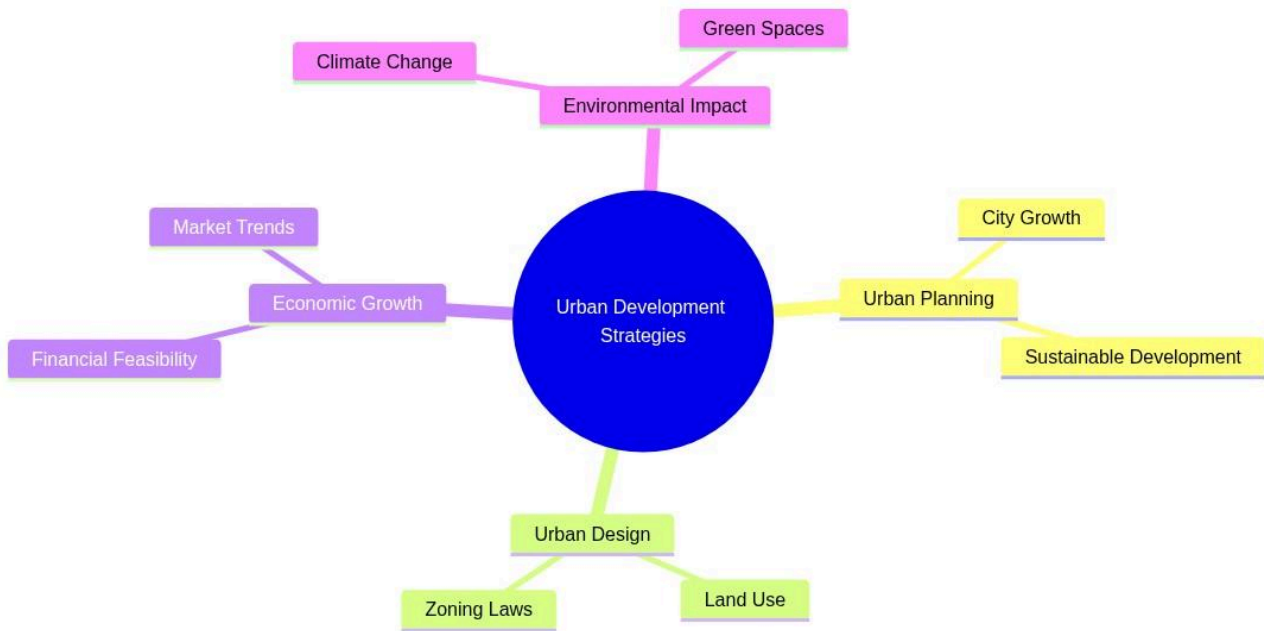 Green Spaces
Climate Change
Environmental Impact
Market Trends
City Growth
Economic Growth
Urban Development
Strategies
Urban Planning
Financial Feasibility
Sustainable Development
Urban Design
Zoning Laws
Land Use